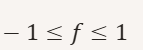 − 1 ≤ f ≤ 1